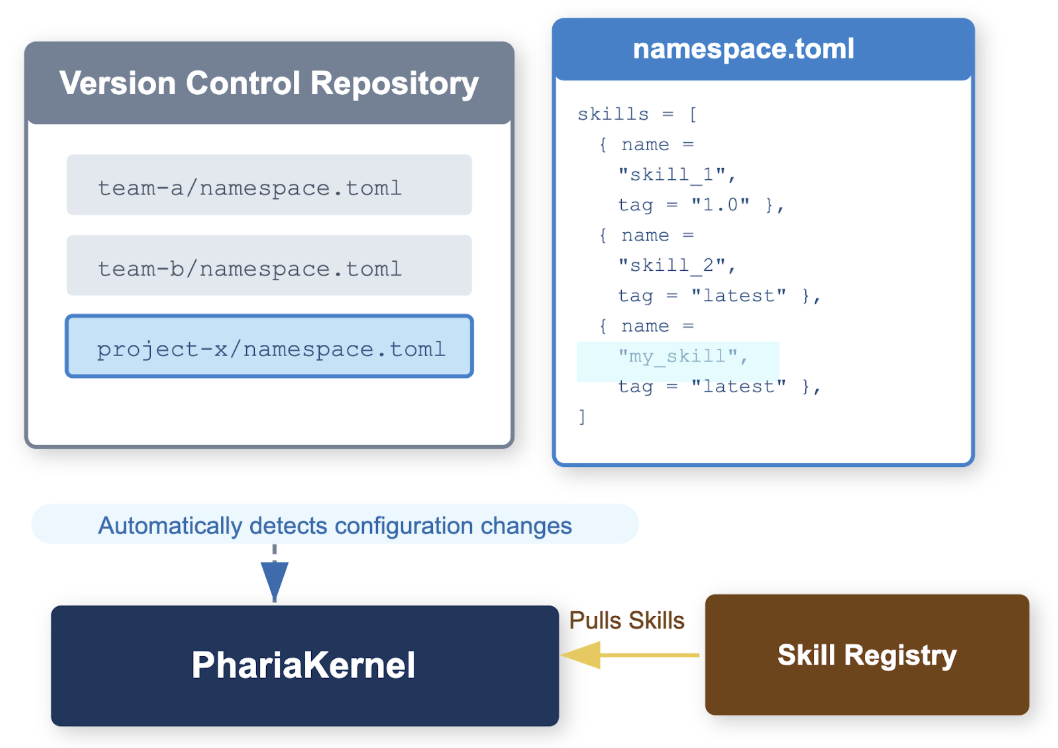 Version Control Repository
team-a/namespace.toml
team-b/namespace.toml
project-x/namespace.toml
namespace.toml
skills = [
{ name =
"skill_1",
tag = "1.0" },
{ name =
"skill_2",
tag = "latest" },
{ name =
"my_skill",
tag = "latest" },
]
Automatically detects configuration changes
PhariaKernel
Pulls Skills
Skill Registry